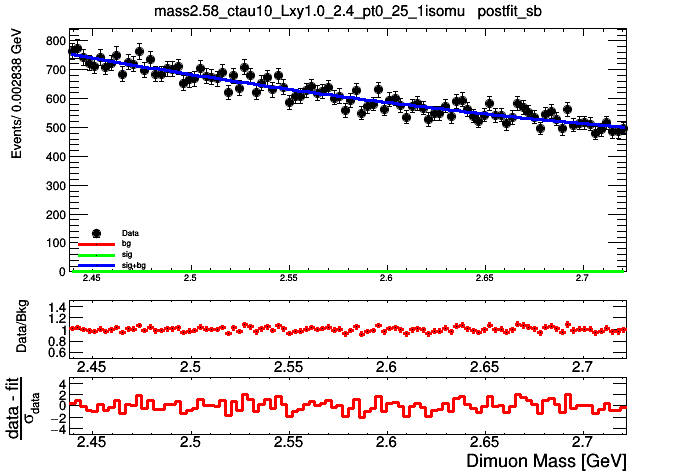 mass2.58_ctau10_Lxy1.0_2.4_pt0_25_1isomu postfit_sb
Events/ 0.002838 GeV
800
700
600
500
400
300
200
100
0
Data
bg
sig
sig+bg
2.45 2.5 2.55 2.6 2.65 2.7
Data/Bkg
1.4
1.2
1
0.8
0.6
2.45 2.5 2.55 2.6 2.65 2.7
data - fit
σdata
4
2
0
−2
−4
2.45 2.5 2.55 2.6 2.65 2.7
Dimuon Mass [GeV]